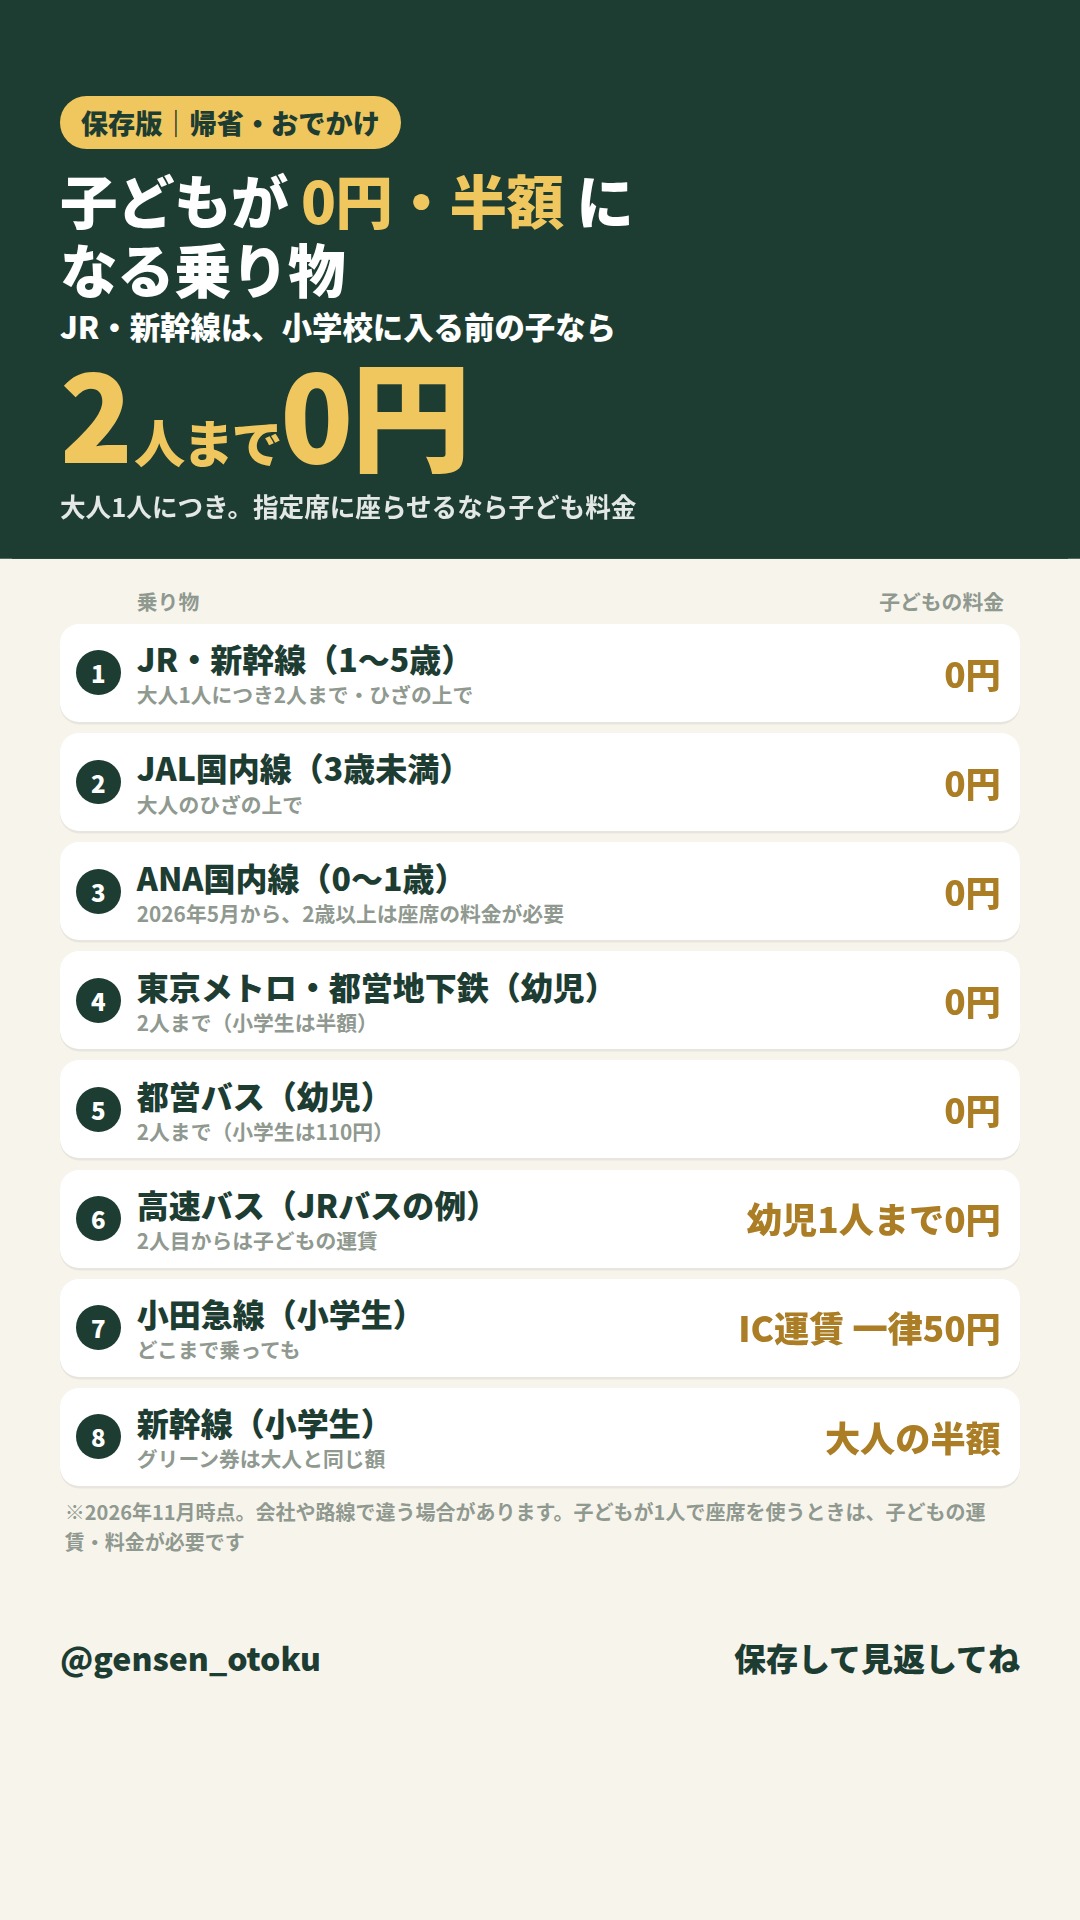 保存版｜帰省・おでかけ
子どもが 0円・半額 に
なる乗り物
JR・新幹線は、小学校に入る前の子なら
2人まで0円
大人1人につき。指定席に座らせるなら子ども料金
乗り物 子どもの料金
1 JR・新幹線（1〜5歳） 0円
大人1人につき2人まで・ひざの上で
2 JAL国内線（3歳未満） 0円
大人のひざの上で
3 ANA国内線（0〜1歳） 0円
2026年5月から、2歳以上は座席の料金が必要
4 東京メトロ・都営地下鉄（幼児） 0円
2人まで（小学生は半額）
5 都営バス（幼児） 0円
2人まで（小学生は110円）
6 高速バス（JRバスの例） 幼児1人まで0円
2人目からは子どもの運賃
7 小田急線（小学生） IC運賃 一律50円
どこまで乗っても
8 新幹線（小学生） 大人の半額
グリーン券は大人と同じ額
※2026年11月時点。会社や路線で違う場合があります。子どもが1人で座席を使うときは、子どもの運
賃・料金が必要です
@gensen_otoku 保存して見返してね